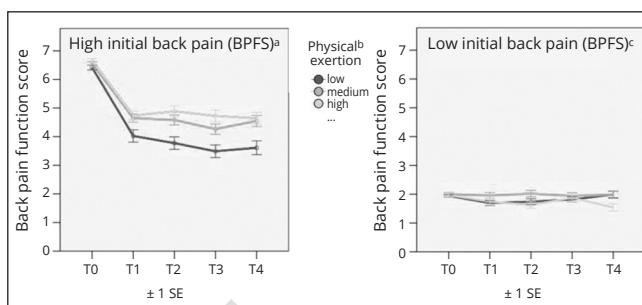 High initial back pain (BPFS)a
Back pain function score
7
6
5
4
3
2
1
0
T0 T1 T2 T3 T4
± 1 SE
Physicalb
exertion
low
medium
high
...
Low initial back pain (BPFS)c
Back pain function score
7
6
5
4
3
2
1
0
T0 T1 T2 T3 T4
± 1 SE